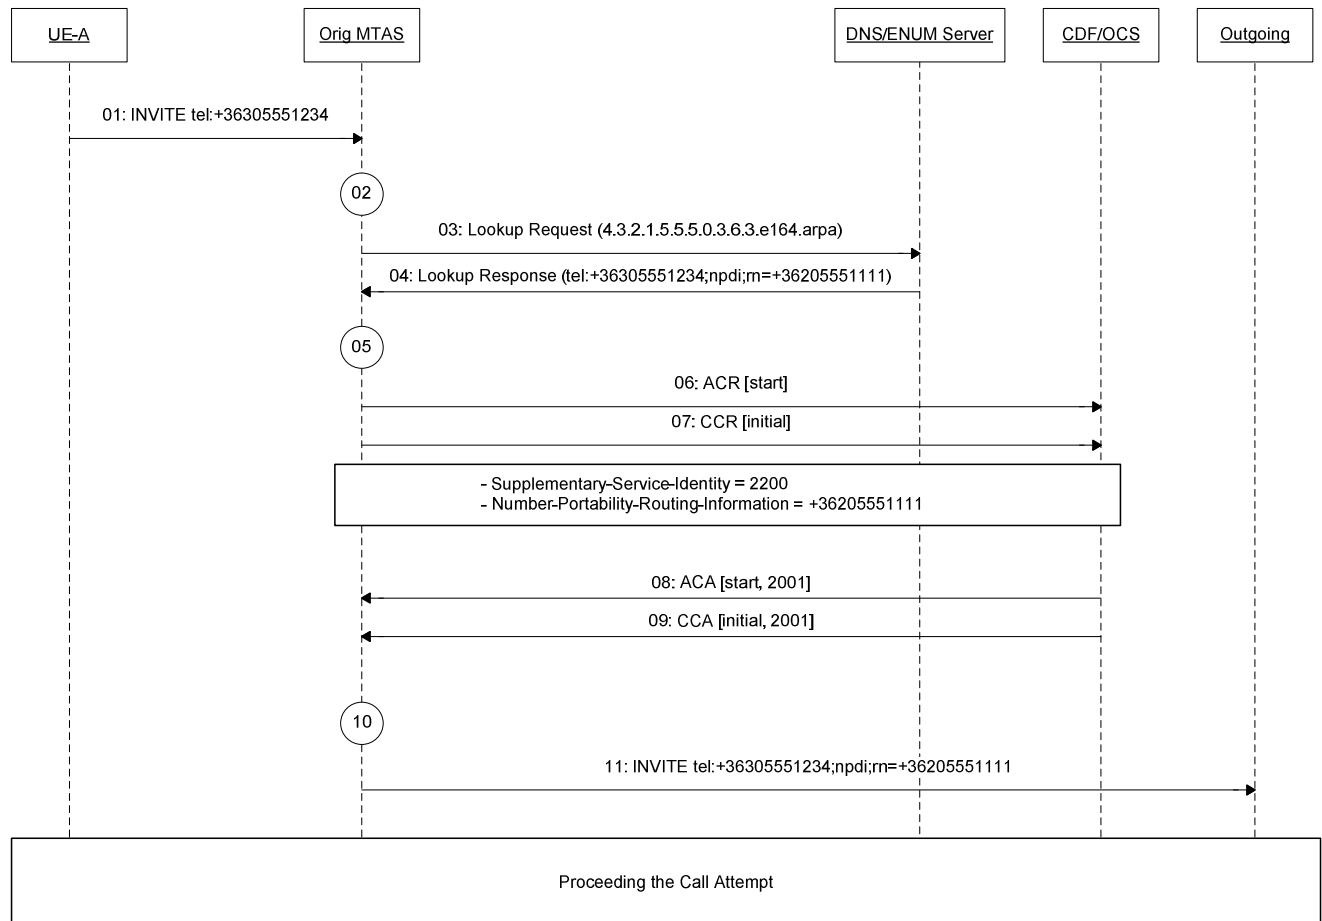 UE-A
Orig MTAS
DNS/ENUM Server
CDF/OCS
Outgoing
01: INVITE tel:+36305551234
02
03: Lookup Request (4.3.2.1.5.5.5.0.3.6.3.e164.arpa)
04: Lookup Response (tel:+36305551234;npdi;rn=+36205551111)
05
06: ACR [start]
07: CCR [initial]
- Supplementary-Service-Identity = 2200
- Number-Portability-Routing-Information = +36205551111
08: ACA [start, 2001]
09: CCA [initial, 2001]
10
11: INVITE tel:+36305551234;npdi;rn=+36205551111
Proceeding the Call Attempt